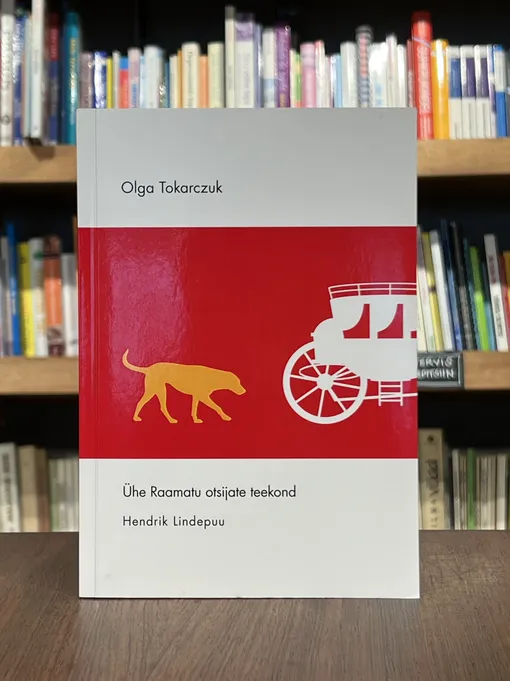 Olga Tokarczuk
Ühe Raamatu otsijate teekond
Hendrik Lindepuu